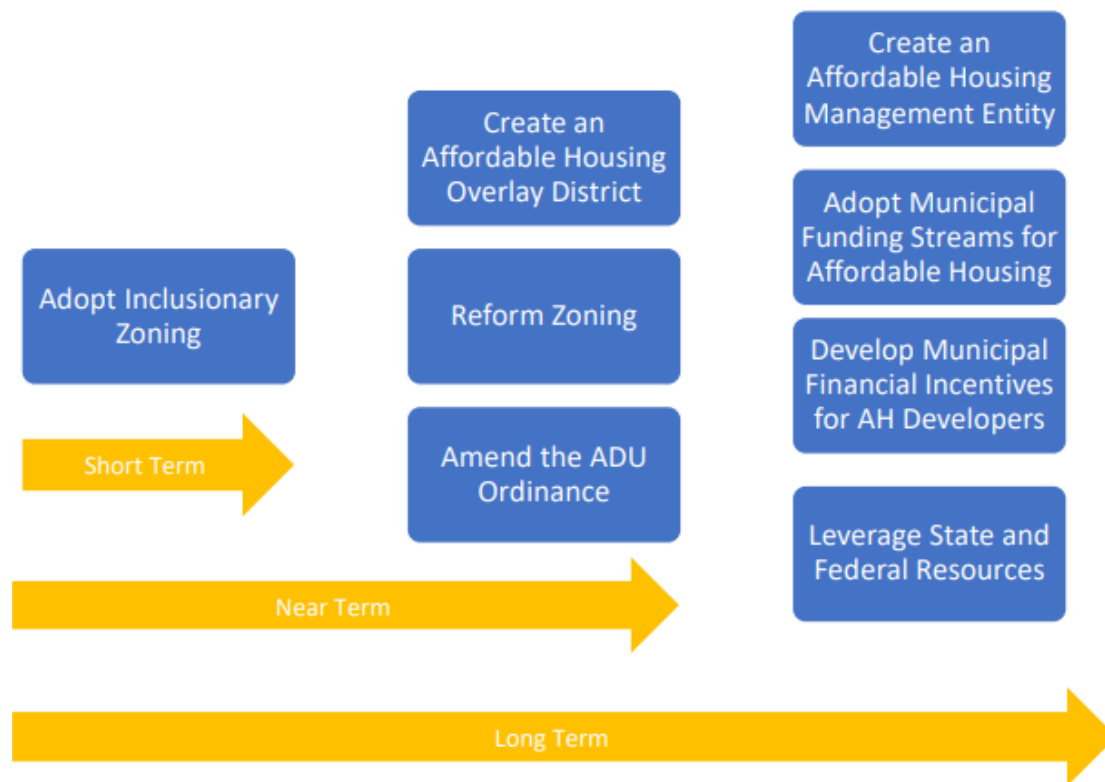 Adopt Inclusionary
Zoning
Short Term
Create an
Affordable Housing
Overlay District
Reform Zoning
Amend the ADU
Ordinance
Near Term
Create an
Affordable Housing
Management Entity
Adopt Municipal
Funding Streams for
Affordable Housing
Develop Municipal
Financial Incentives
for AH Developers
Leverage State and
Federal Resources
Long Term